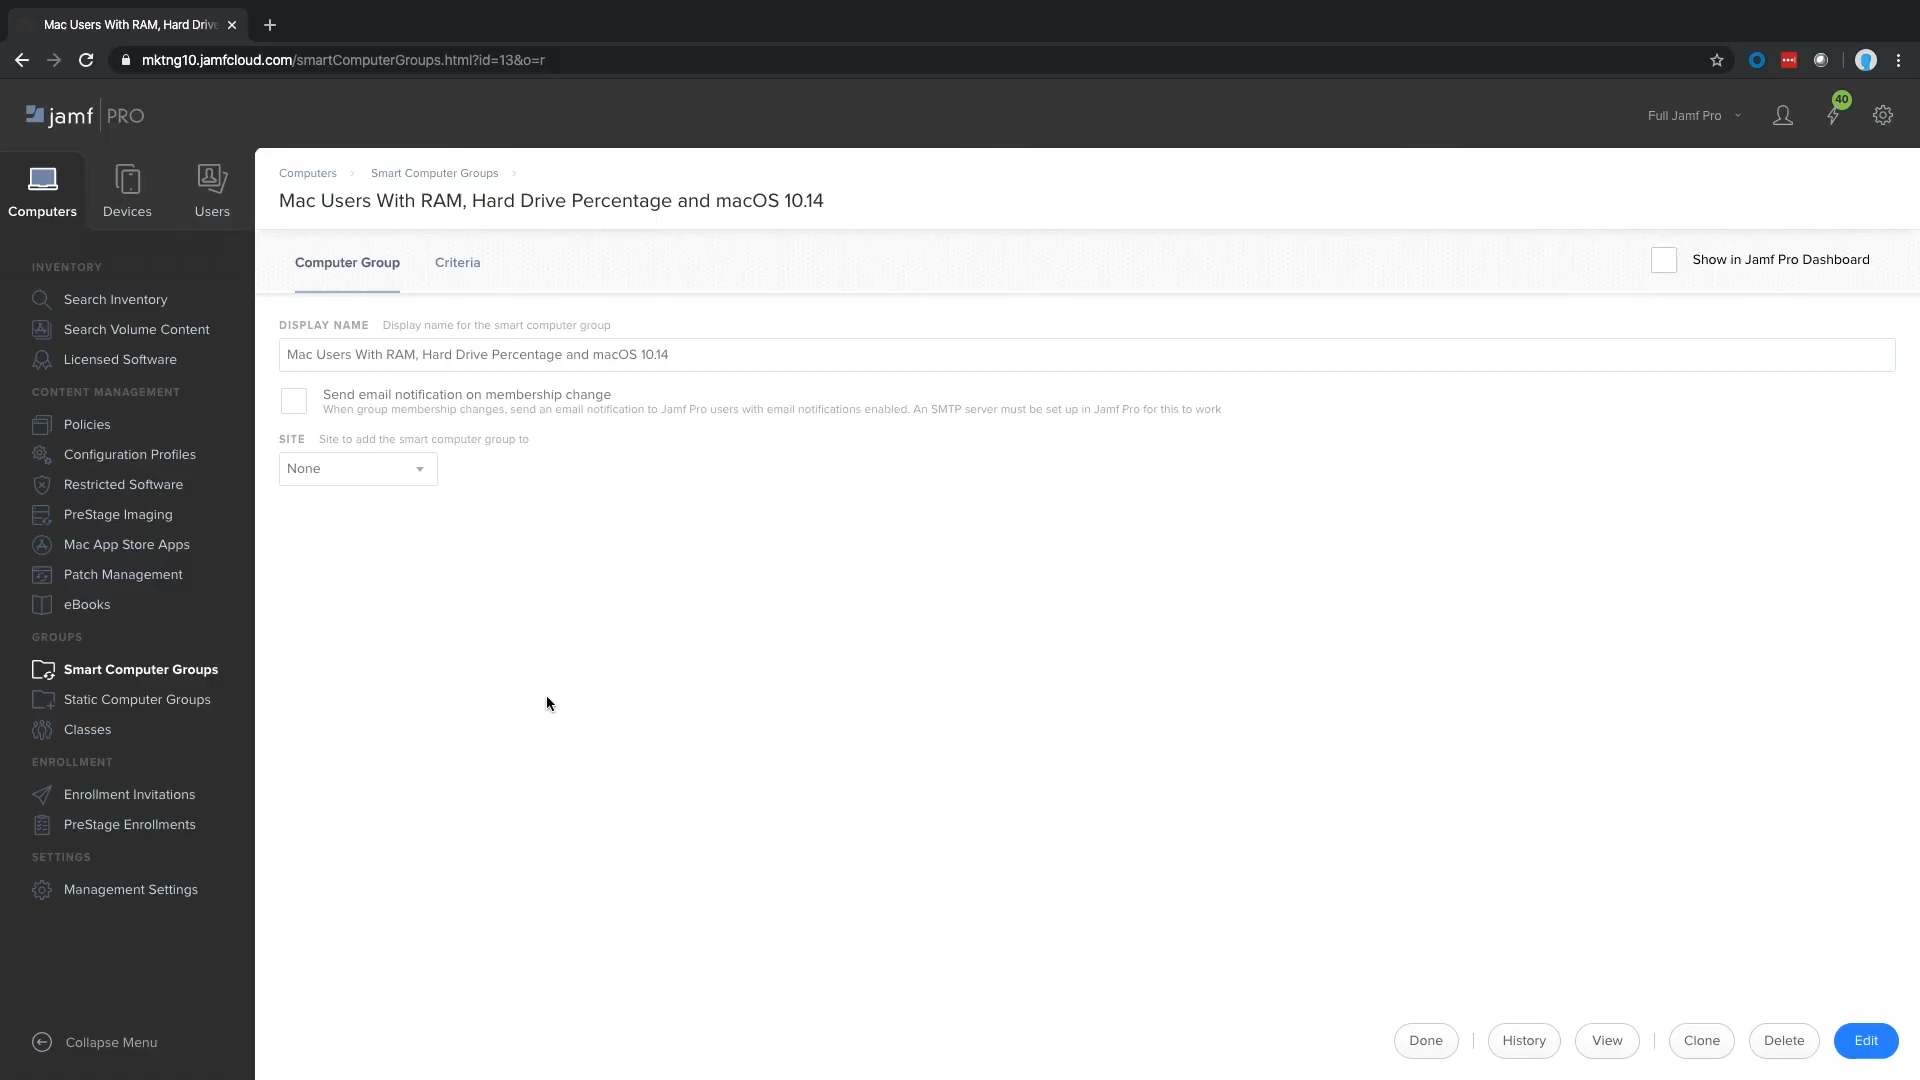 Mac Users With RAM, Hard Drive
mktng10.jamfcloud.com/smartComputerGroups.html?id=13&o=r
jamf PRO
Full Jamf Pro
40
Computers
Devices
Users
INVENTORY
Search Inventory
Search Volume Content
Licensed Software
CONTENT MANAGEMENT
Policies
Configuration Profiles
Restricted Software
PreStage Imaging
Mac App Store Apps
Patch Management
eBooks
GROUPS
Smart Computer Groups
Static Computer Groups
Classes
ENROLLMENT
Enrollment Invitations
PreStage Enrollments
SETTINGS
Management Settings
Collapse Menu
Computers > Smart Computer Groups >
Mac Users With RAM, Hard Drive Percentage and macOS 10.14
Computer Group Criteria
Show in Jamf Pro Dashboard
DISPLAY NAME Display name for the smart computer group
Mac Users With RAM, Hard Drive Percentage and macOS 10.14
Send email notification on membership change
When group membership changes, send an email notification to Jamf Pro users with email notifications enabled. An SMTP server must be set up in Jamf Pro for this to work
SITE Site to add the smart computer group to
None
Done History View Clone Delete Edit